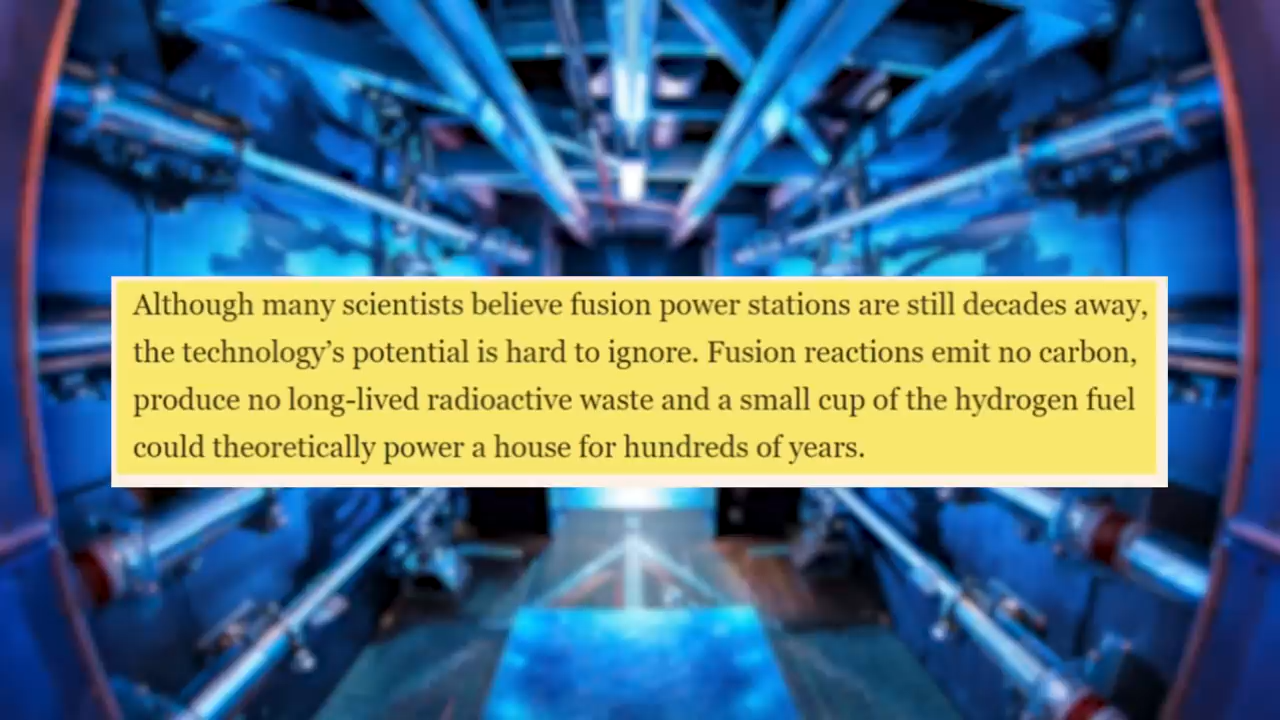 Although many scientists believe fusion power stations are still decades away,
the technology’s potential is hard to ignore. Fusion reactions emit no carbon,
produce no long-lived radioactive waste and a small cup of the hydrogen fuel
could theoretically power a house for hundreds of years.